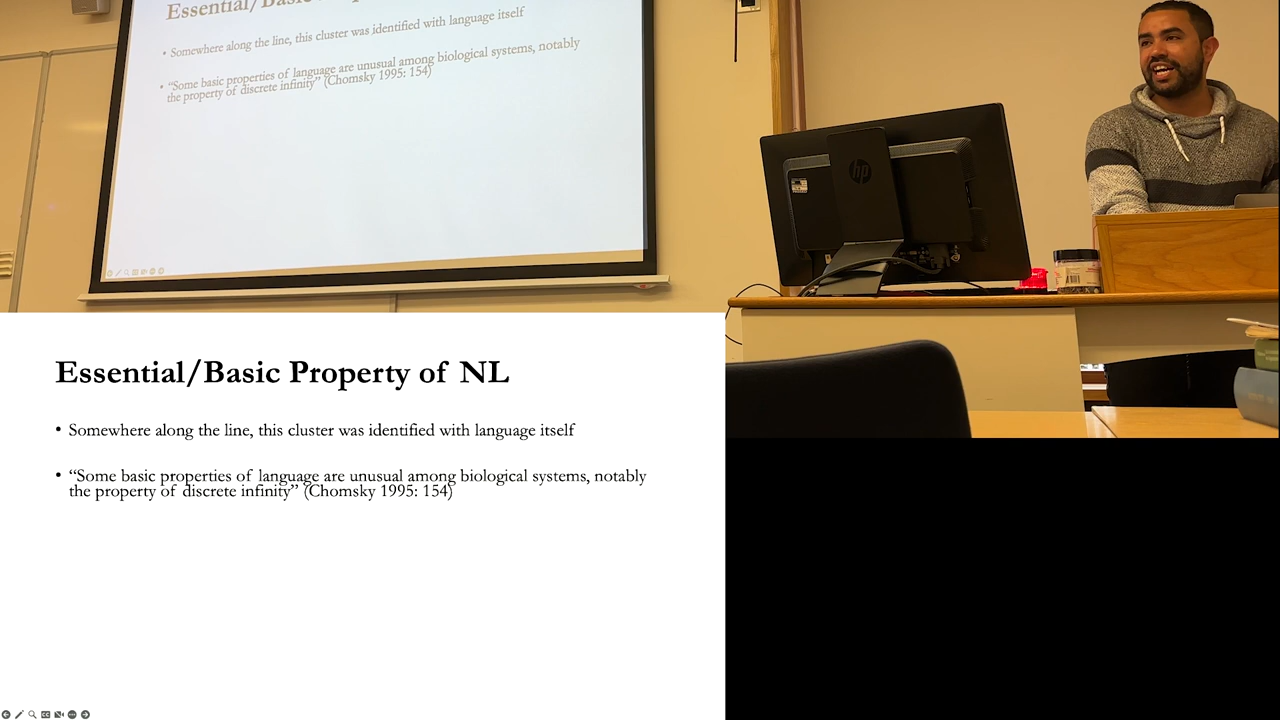 Essential/Basic
• Somewhere along the line, this cluster was identified with language itself
• “Some basic properties of language are unusual among biological systems, notably
the property of discrete infinity” (Chomsky 1995: 154)
hp
Essential/Basic Property of NL
• Somewhere along the line, this cluster was identified with language itself
• “Some basic properties of language are unusual among biological systems, notably
the property of discrete infinity” (Chomsky 1995: 154)